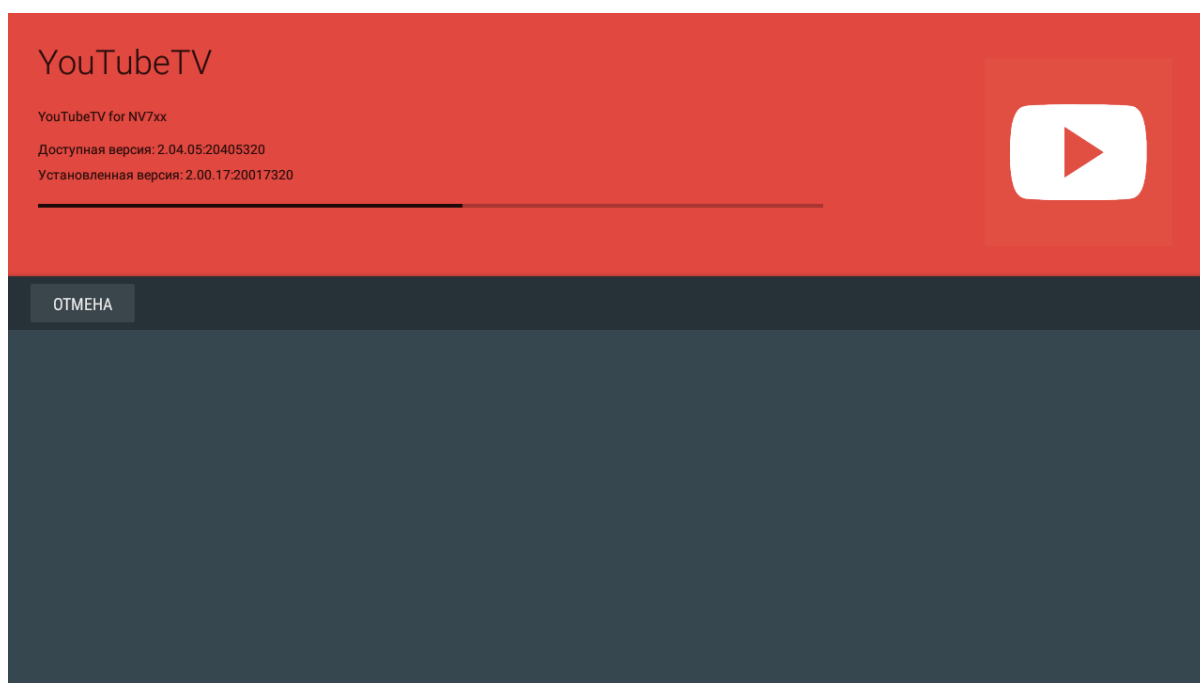 YouTubeTV
YouTubeTV for NV7xx
Доступная версия: 2.04.05:20405320
Установленная версия: 2.00.17:20017320
ОТМЕНА